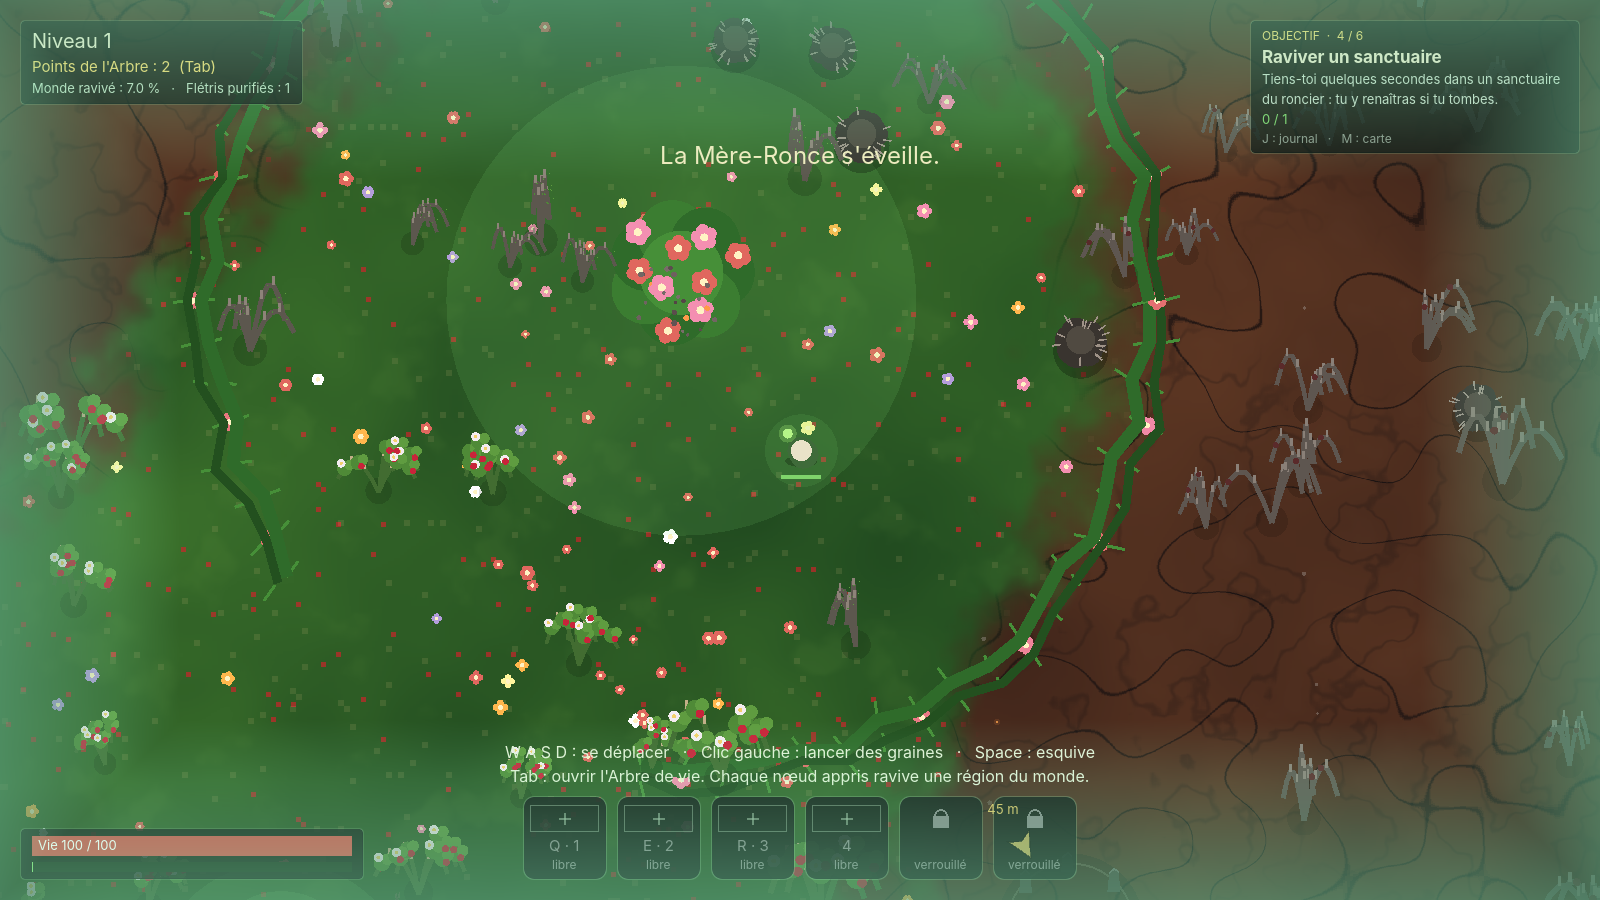 Niveau 1
Points de l'Arbre : 2 (Tab)
Monde ravivé : 7.0 % · Flétris purifiés : 1
OBJECTIF · 4 / 6
Raviver un sanctuaire
Tiens-toi quelques secondes dans un sanctuaire
du roncier : tu y renaîtras si tu tombes.
0 / 1
J : journal · M : carte
La Mère-Ronce s'éveille.
W A S D : se déplacer · Clic gauche : lancer des graines · Space : esquive
Tab : ouvrir l'Arbre de vie. Chaque nœud appris ravive une région du monde.
45 m
Vie 100 / 100
Q · 1
libre
E · 2
libre
R · 3
libre
4
libre
verrouillé
verrouillé